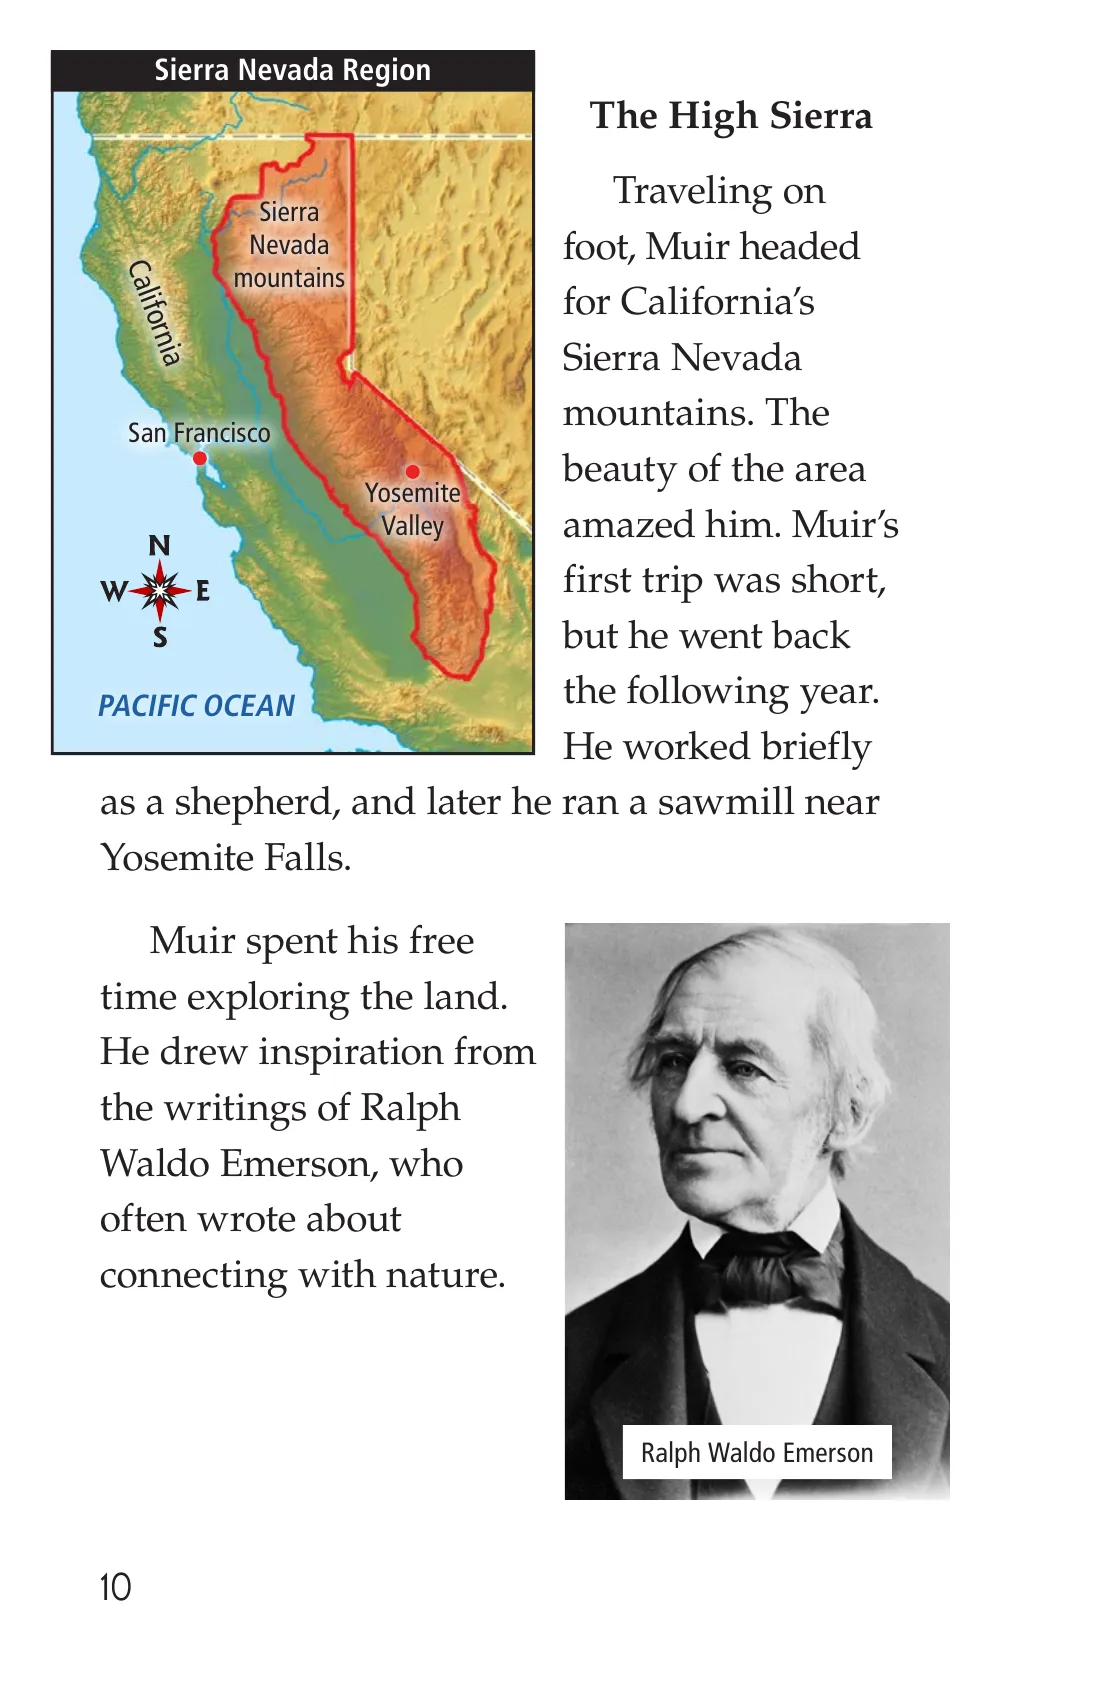 Sierra Nevada Region
Sierra
Nevada
mountains
California
San Francisco
Yosemite
Valley
N
W E
S
PACIFIC OCEAN
The High Sierra
Traveling on
foot, Muir headed
for California’s
Sierra Nevada
mountains. The
beauty of the area
amazed him. Muir’s
first trip was short,
but he went back
the following year.
He worked briefly
as a shepherd, and later he ran a sawmill near
Yosemite Falls.
Muir spent his free
time exploring the land.
He drew inspiration from
the writings of Ralph
Waldo Emerson, who
often wrote about
connecting with nature.
Ralph Waldo Emerson
10